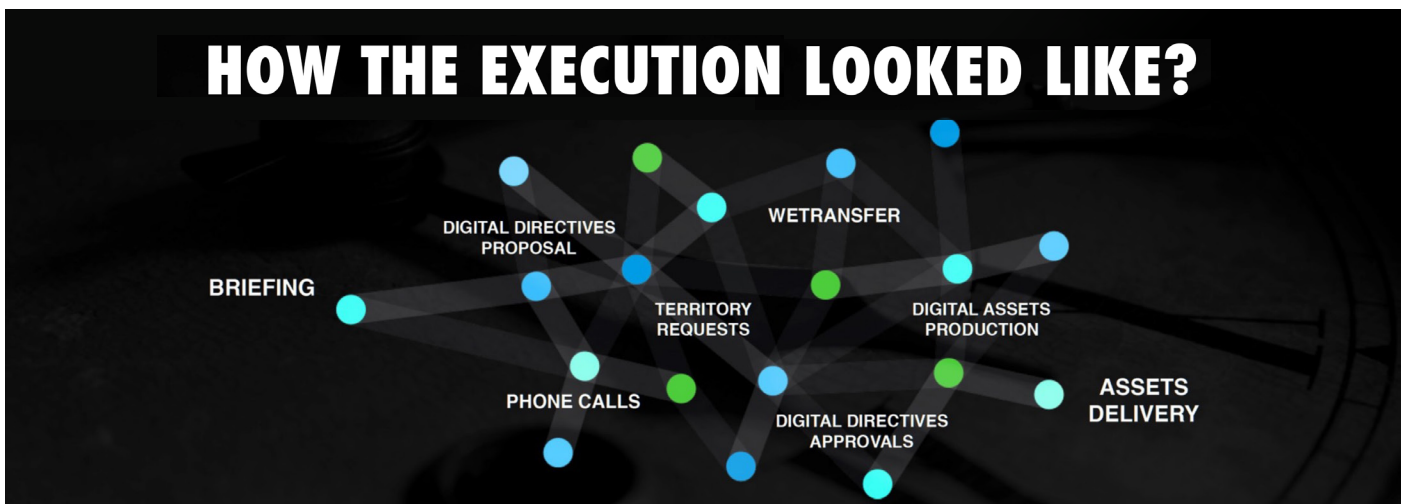 HOW THE EXECUTION LOOKED LIKE?
WETRANSFER
DIGITAL DIRECTIVES
PROPOSAL
BRIEFING
TERRITORY
REQUESTS
DIGITAL ASSETS
PRODUCTION
PHONE CALLS
ASSETS
DELIVERY
DIGITAL DIRECTIVES
APPROVALS